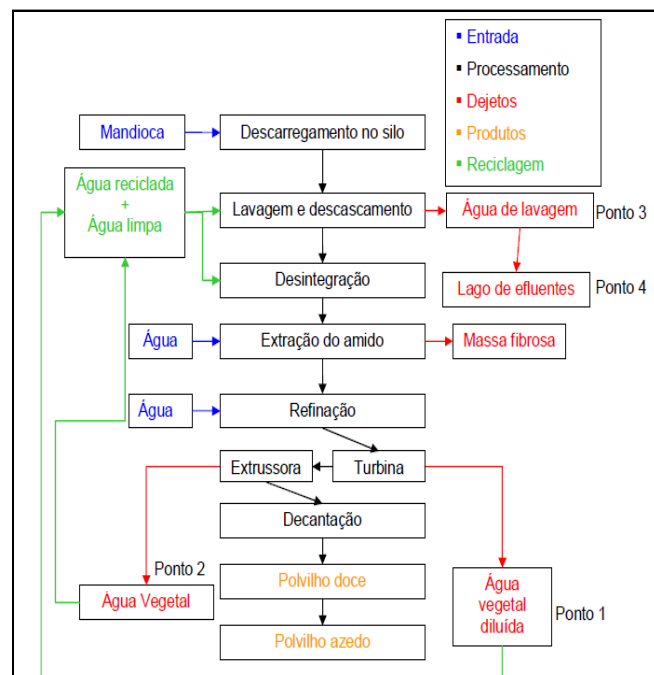 ▪ Entrada
▪ Processamento
▪ Dejetos
▪ Produtos
▪ Reciclagem
Mandioca
Descarregamento no silo
Água reciclada
+
Água limpa
Lavagem e descascamento
Água de lavagem
Ponto 3
Desintegração
Lago de efluentes
Ponto 4
Água
Extração do amido
Massa fibrosa
Água
Refinação
Extrussora
Turbina
Decantação
Ponto 2
Água Vegetal
Polvilho doce
Água
vegetal
diluída
Ponto 1
Polvilho azedo